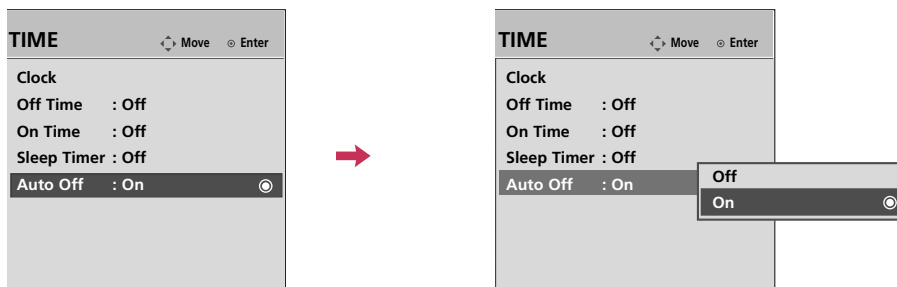 TIME Move Enter
Clock
Off Time : Off
On Time : Off
Sleep Timer : Off
Auto Off : On
TIME Move Enter
Clock
Off Time : Off
On Time : Off
Sleep Timer : Off
Auto Off : On
Off
On